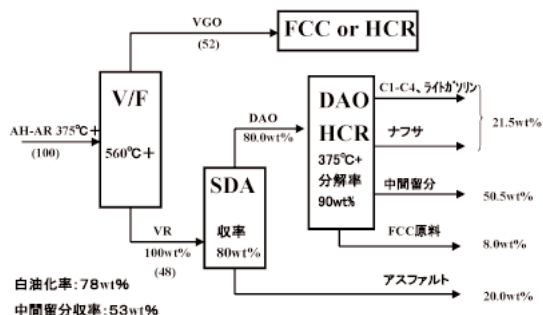 VGO
(52)
FCC or HCR
V/F
560℃+
AH-AR 375℃+
(100)
DAO
80.0wt%
DAO
HCR
375℃+
分解率
90wt%
C1-C4、ライトガソリン
ナフサ
21.5wt%
中間留分
50.5wt%
SDA
収率
80wt%
VR
100wt%
(48)
FCC原料
8.0wt%
アスファルト
20.0wt%
白油化率:78wt%
中間留分収率:53wt%